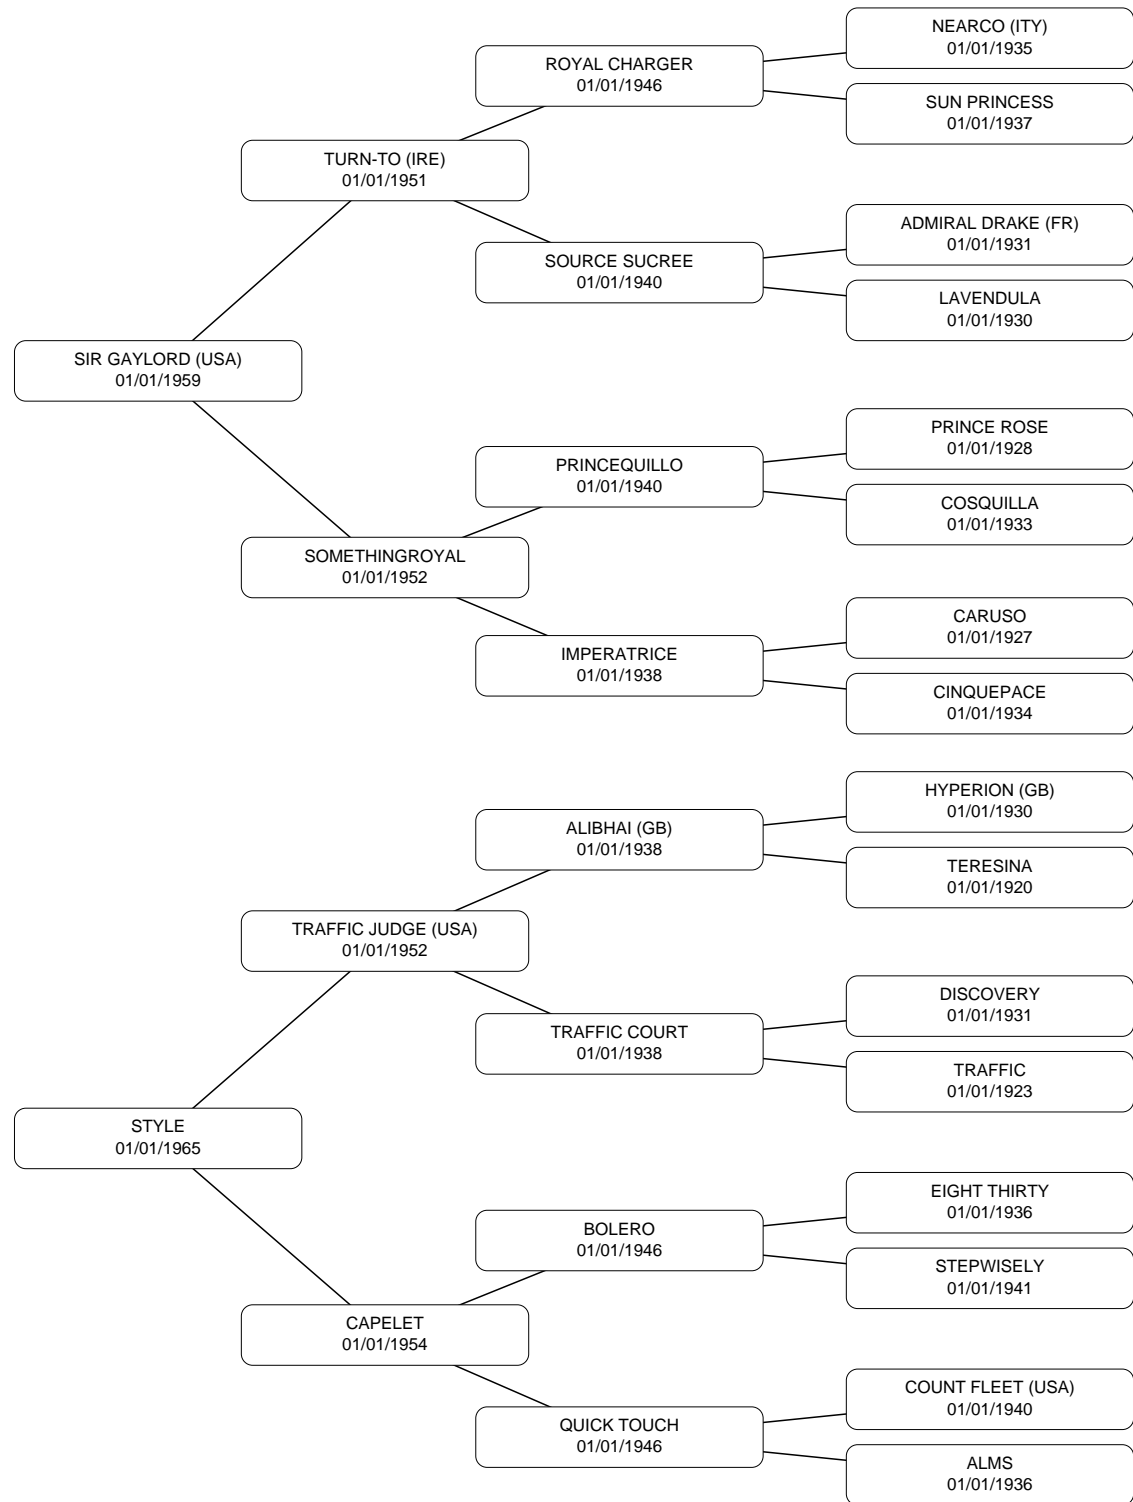 NEARCO (ITY)
01/01/1935
ROYAL CHARGER
01/01/1946
SUN PRINCESS
01/01/1937
TURN-TO (IRE)
01/01/1951
ADMIRAL DRAKE (FR)
01/01/1931
SOURCE SUCREE
01/01/1940
LAVENDULA
01/01/1930
SIR GAYLORD (USA)
01/01/1959
PRINCE ROSE
01/01/1928
PRINCEQUILLO
01/01/1940
COSQUILLA
01/01/1933
SOMETHINGROYAL
01/01/1952
CARUSO
01/01/1927
IMPERATRICE
01/01/1938
CINQUEPACE
01/01/1934
HYPERION (GB)
01/01/1930
ALIBHAI (GB)
01/01/1938
TERESINA
01/01/1920
TRAFFIC JUDGE (USA)
01/01/1952
DISCOVERY
01/01/1931
TRAFFIC COURT
01/01/1938
TRAFFIC
01/01/1923
STYLE
01/01/1965
EIGHT THIRTY
01/01/1936
BOLERO
01/01/1946
STEPWISELY
01/01/1941
CAPELET
01/01/1954
COUNT FLEET (USA)
01/01/1940
QUICK TOUCH
01/01/1946
ALMS
01/01/1936